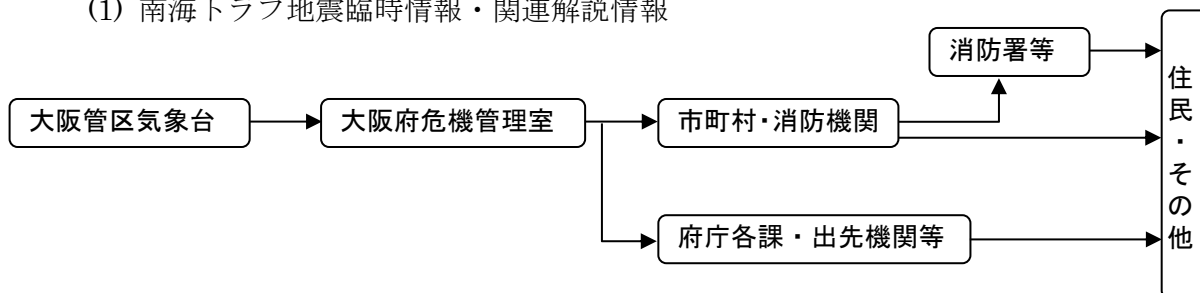 (1) 南海トラフ地震臨時情報・関連解説情報
消防署等
大阪管区気象台
大阪府危機管理室
市町村・消防機関
府庁各課・出先機関等
住民・その他